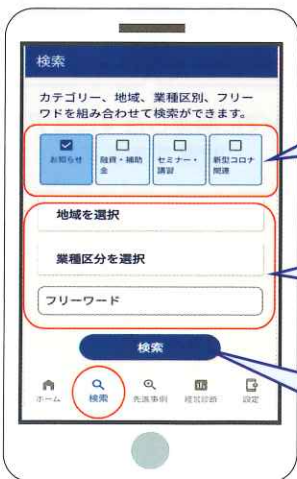 検索
カテゴリー、地域、業種区別、フリー
ワードを組み合わせて検索ができます。
お知らせ
融資・補助
金
セミナー・
講習
新型コロナ
関連
地域を選択
業種区分を選択
フリーワード
検索
ホーム
検索
先進事例
経営診断
設定